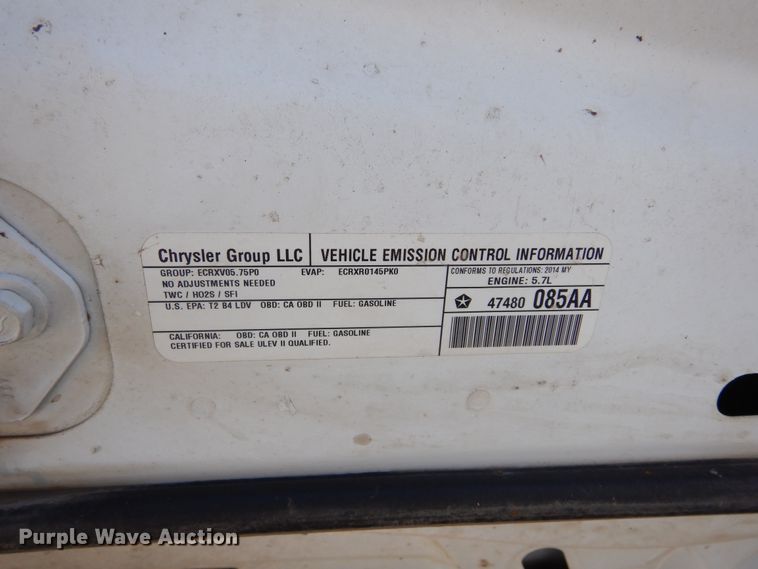 Chrysler Group LLC
VEHICLE EMISSION CONTROL INFORMATION
GROUP: ECRXV05.75P0 EVAP: ECRXR0145PK0
NO ADJUSTMENTS NEEDED
TWC / HO2S / SFI
CONFORMS TO REGULATIONS: 2014 MY
ENGINE: 5.7L
U.S. EPA: T2 B4 LDV OBD: CA OBD II FUEL: GASOLINE
47480 085AA
CALIFORNIA: OBD: CA OBD II FUEL: GASOLINE
CERTIFIED FOR SALE ULEV II QUALIFIED.
Purple Wave Auction